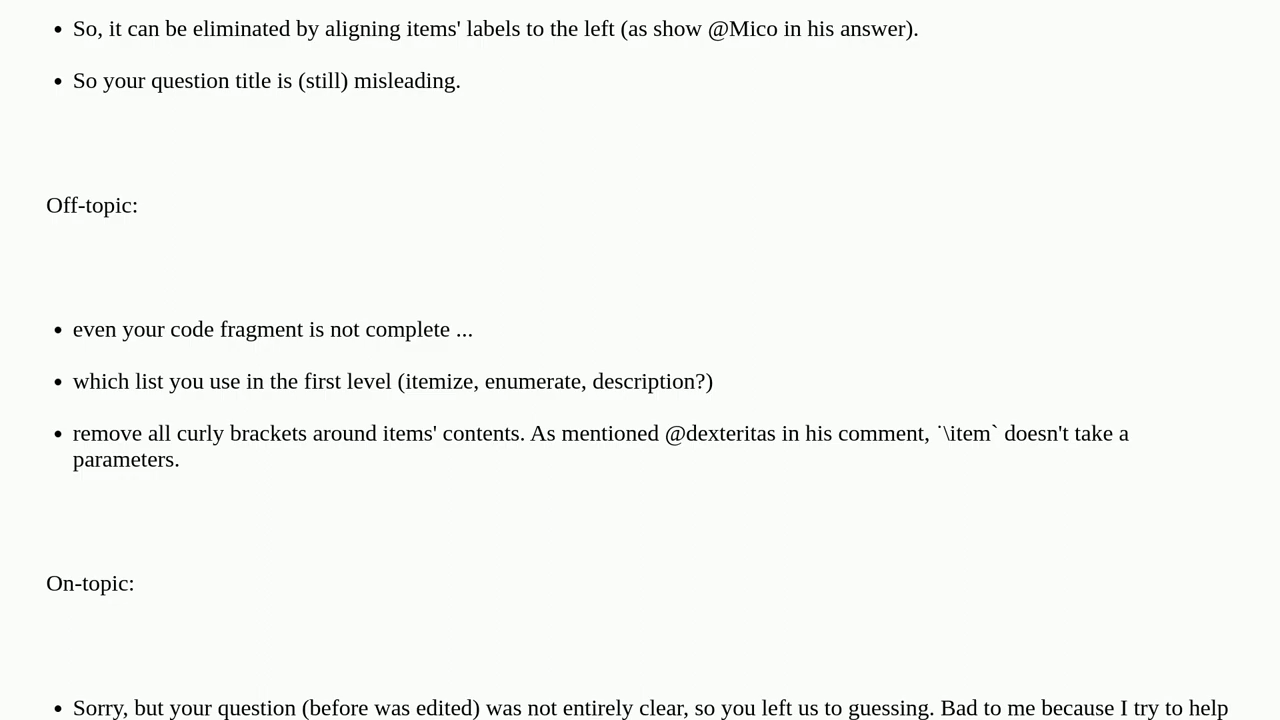 • So, it can be eliminated by aligning items' labels to the left (as show @Mico in his answer).
• So your question title is (still) misleading.
Off-topic:
• even your code fragment is not complete ...
• which list you use in the first level (itemize, enumerate, description?)
• remove all curly brackets around items' contents. As mentioned @dexteritas in his comment, ˙\item` doesn't take a
parameters.
On-topic:
• Sorry, but your question (before was edited) was not entirely clear, so you left us to guessing. Bad to me because I try to help